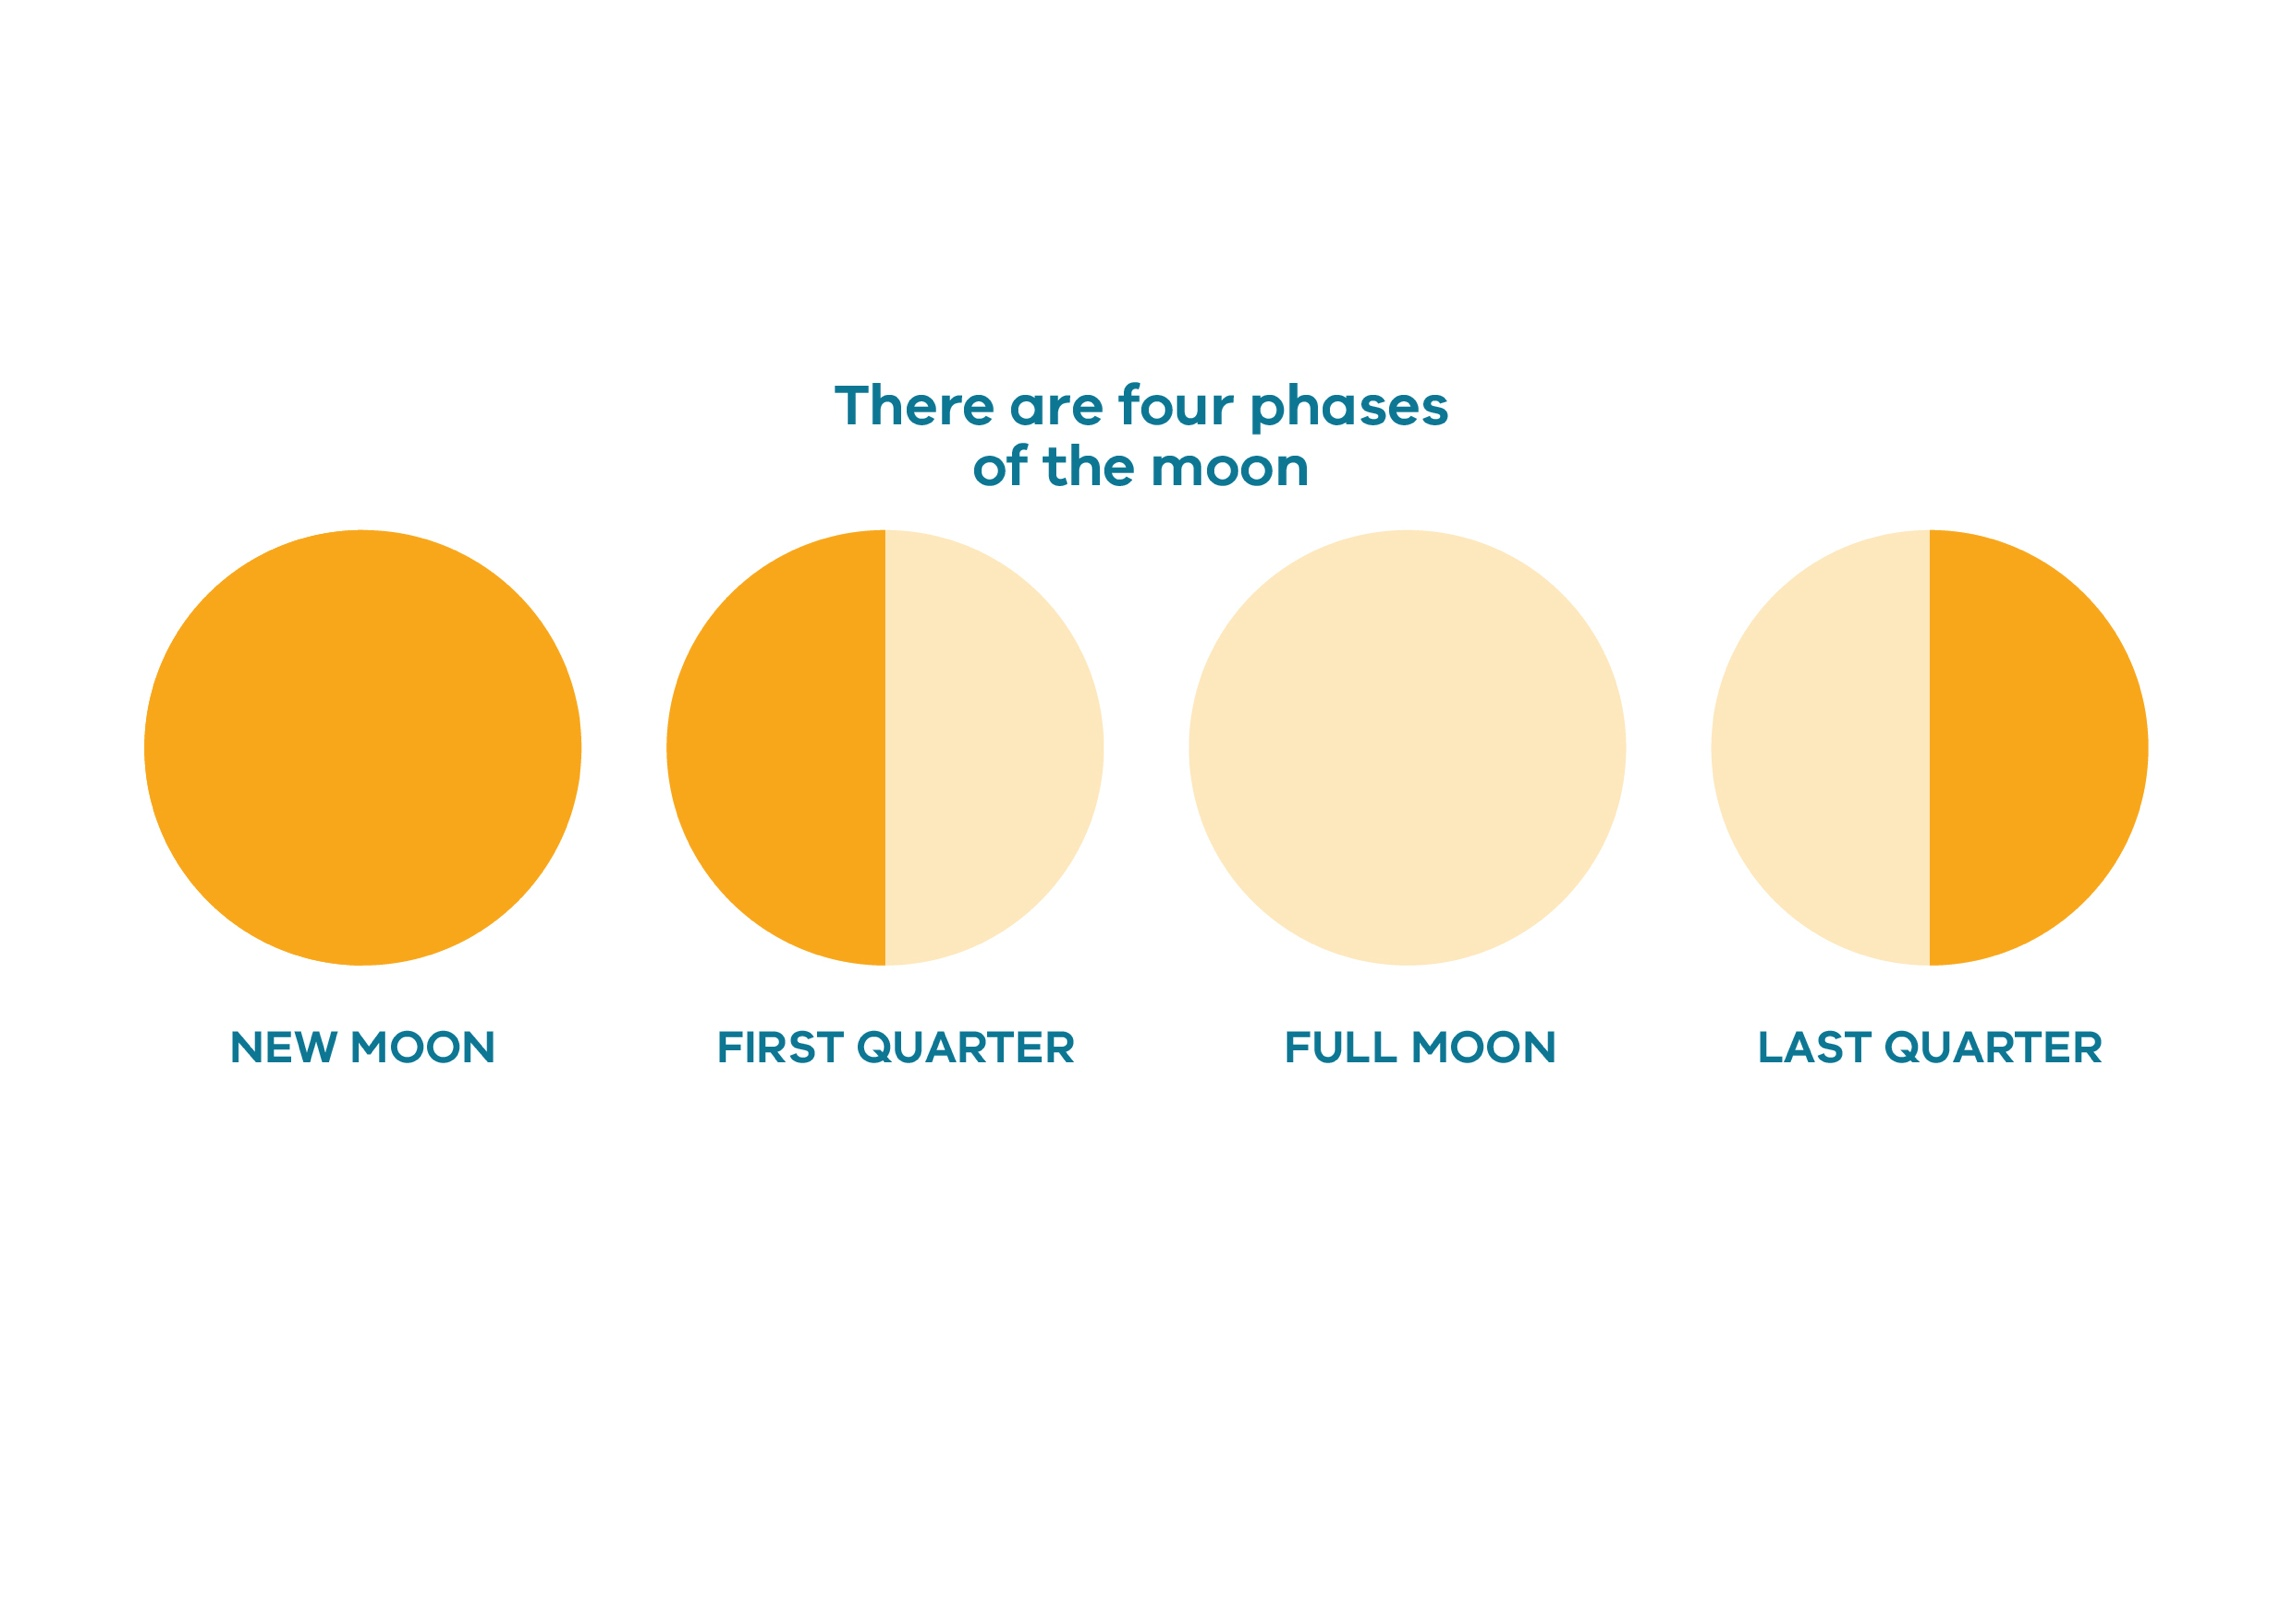 There are four phases
of the moon
NEW MOON
FIRST QUARTER
FULL MOON
LAST QUARTER